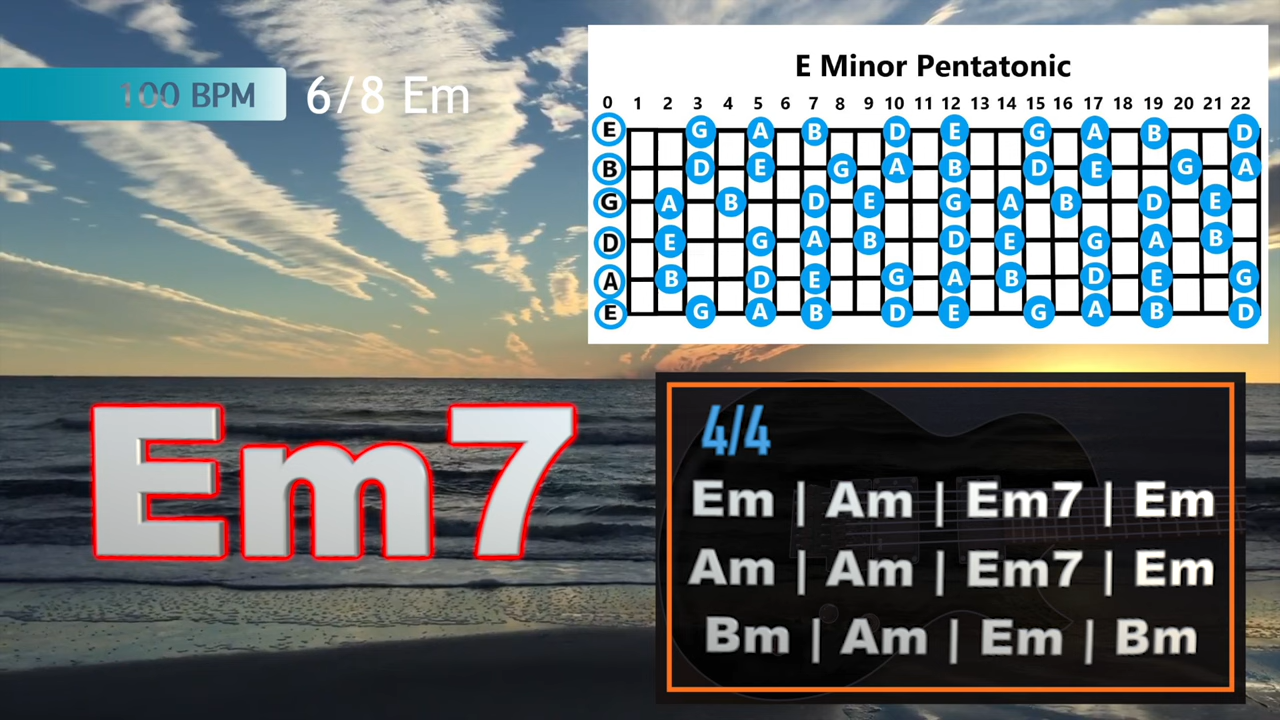 100 BPM 6/8 Em
E Minor Pentatonic
0 1 2 3 4 5 6 7 8 9 10 11 12 13 14 15 16 17 18 19 20 21 22
E G A B D E G A B D
B D E G A B D E G A
G A B D E G A B D E
D E G A B D E G A B
A B D E G A B D E G
E G A B D E G A B D
Em7
4/4
Em | Am | Em7 | Em
Am | Am | Em7 | Em
Bm | Am | Em | Bm